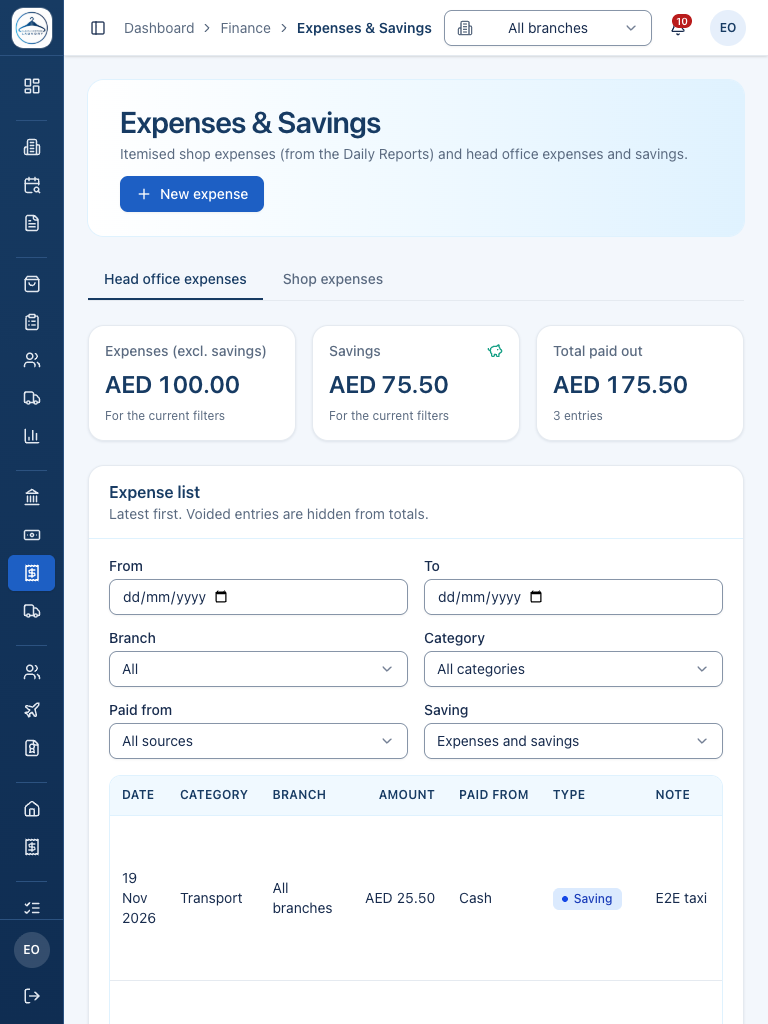 Dashboard > Finance > Expenses & Savings
All branches
10
EO
Expenses & Savings
Itemised shop expenses (from the Daily Reports) and head office expenses and savings.
+ New expense
Head office expenses
Shop expenses
Expenses (excl. savings)
AED 100.00
For the current filters
Savings
AED 75.50
For the current filters
Total paid out
AED 175.50
3 entries
Expense list
Latest first. Voided entries are hidden from totals.
From
To
dd/mm/yyyy
dd/mm/yyyy
Branch
Category
All
All categories
Paid from
Saving
All sources
Expenses and savings
DATE CATEGORY BRANCH AMOUNT PAID FROM TYPE NOTE
19
Nov
2026
Transport
All
branches
AED 25.50
Cash
Saving
E2E taxi
EO